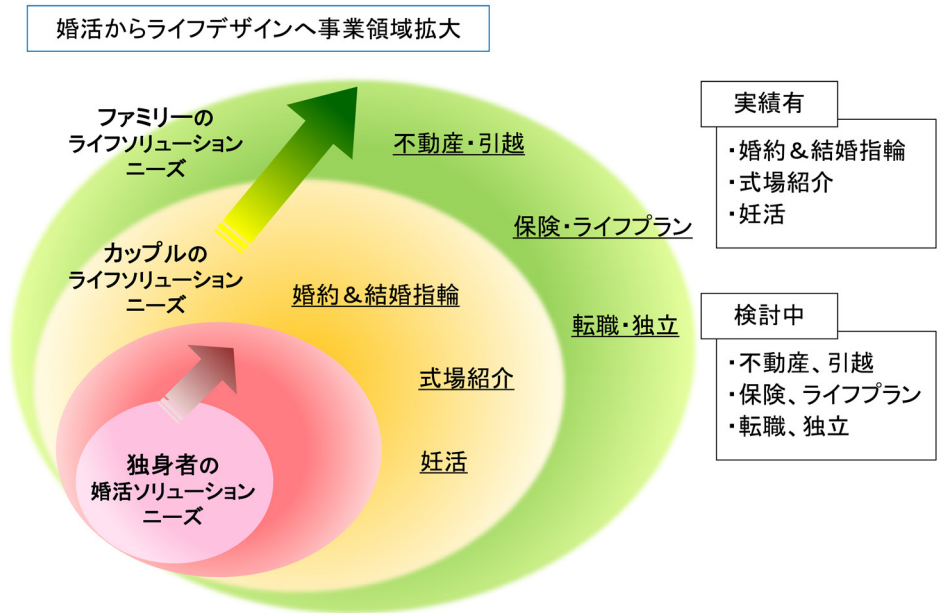 婚活からライフデザインへ事業領域拡大
ファミリーの
ライフソリューション
ニーズ
不動産・引越
保険・ライフプラン
転職・独立
カップルの
ライフソリューション
ニーズ
婚約＆結婚指輪
式場紹介
妊活
独身者の
婚活ソリューション
ニーズ
実績有
・婚約＆結婚指輪
・式場紹介
・妊活
検討中
・不動産、引越
・保険、ライフプラン
・転職、独立